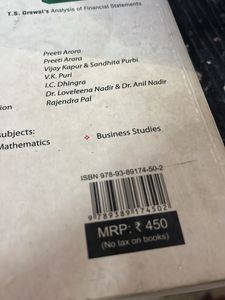 T.S. Grewal's Analysis of Financial Statements
Preeti Arora
Preeti Arora
Vijay Kapur & Sandhita Purbi
V.K. Puri
I.C. Dhingra
Dr. Loveleena Nadir & Dr. Anil Nadir
tion Rajendra Pal
ubjects:
Mathematics ❖ Business Studies
ISBN 978-93-89174-50-2
9 789389 174502
MRP: ₹ 450
(No tax on books)